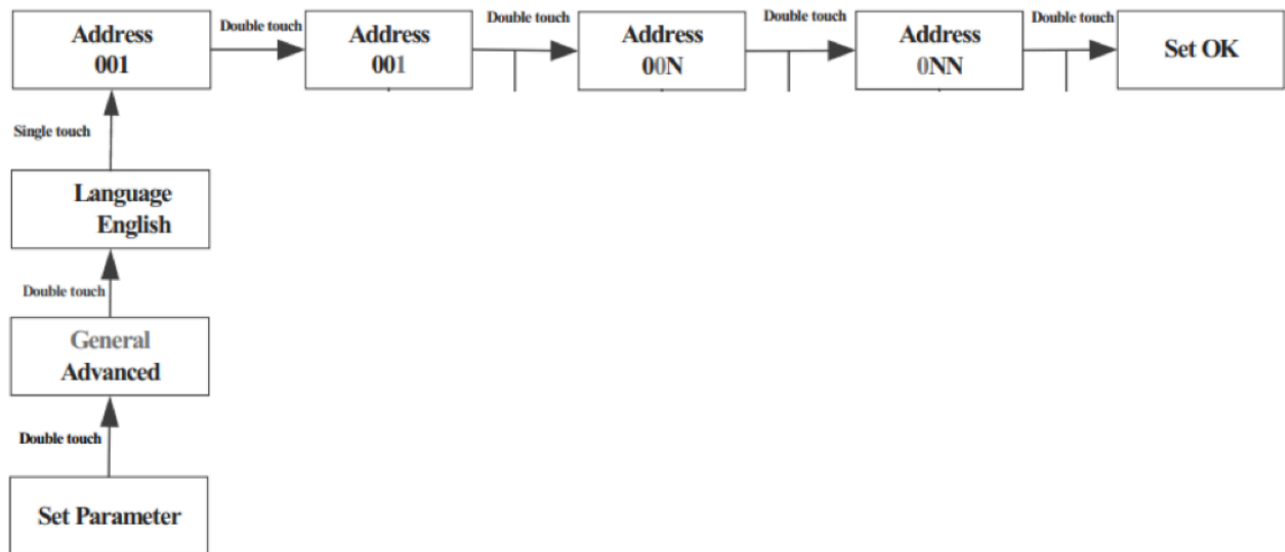 Address
001
Double touch
Address
001
Double touch
Address
00N
Double touch
Address
0NN
Double touch
Set OK
Single touch
Language
English
Double touch
General
Advanced
Double touch
Set Parameter